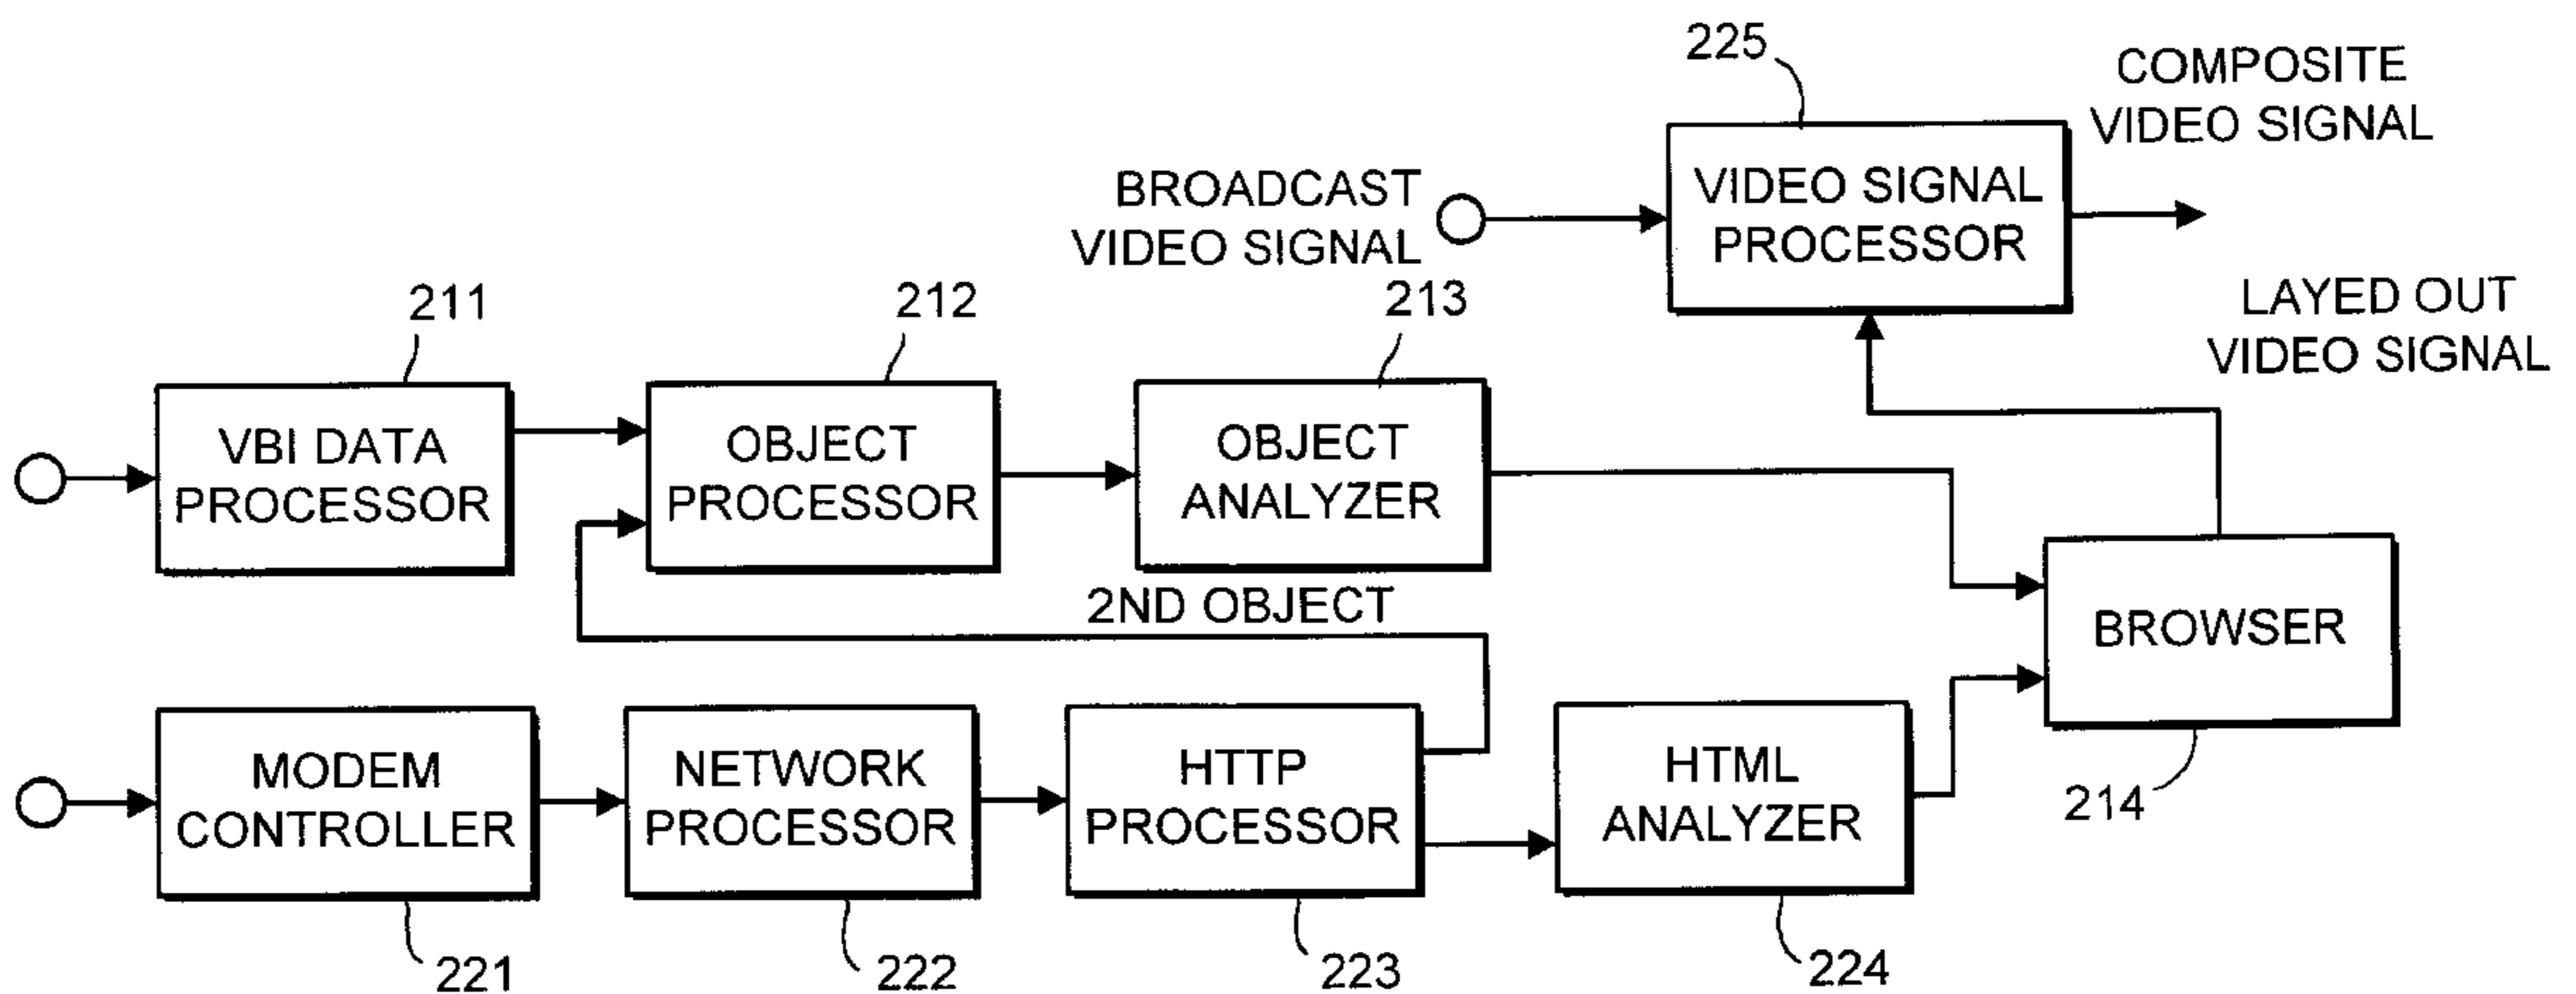 225
COMPOSITE
VIDEO SIGNAL
BROADCAST
VIDEO SIGNAL
VIDEO SIGNAL
PROCESSOR
LAYED OUT
VIDEO SIGNAL
211
212
213
VBI DATA
PROCESSOR
OBJECT
PROCESSOR
OBJECT
ANALYZER
2ND OBJECT
BROWSER
214
MODEM
CONTROLLER
NETWORK
PROCESSOR
HTTP
PROCESSOR
HTML
ANALYZER
221
222
223
224